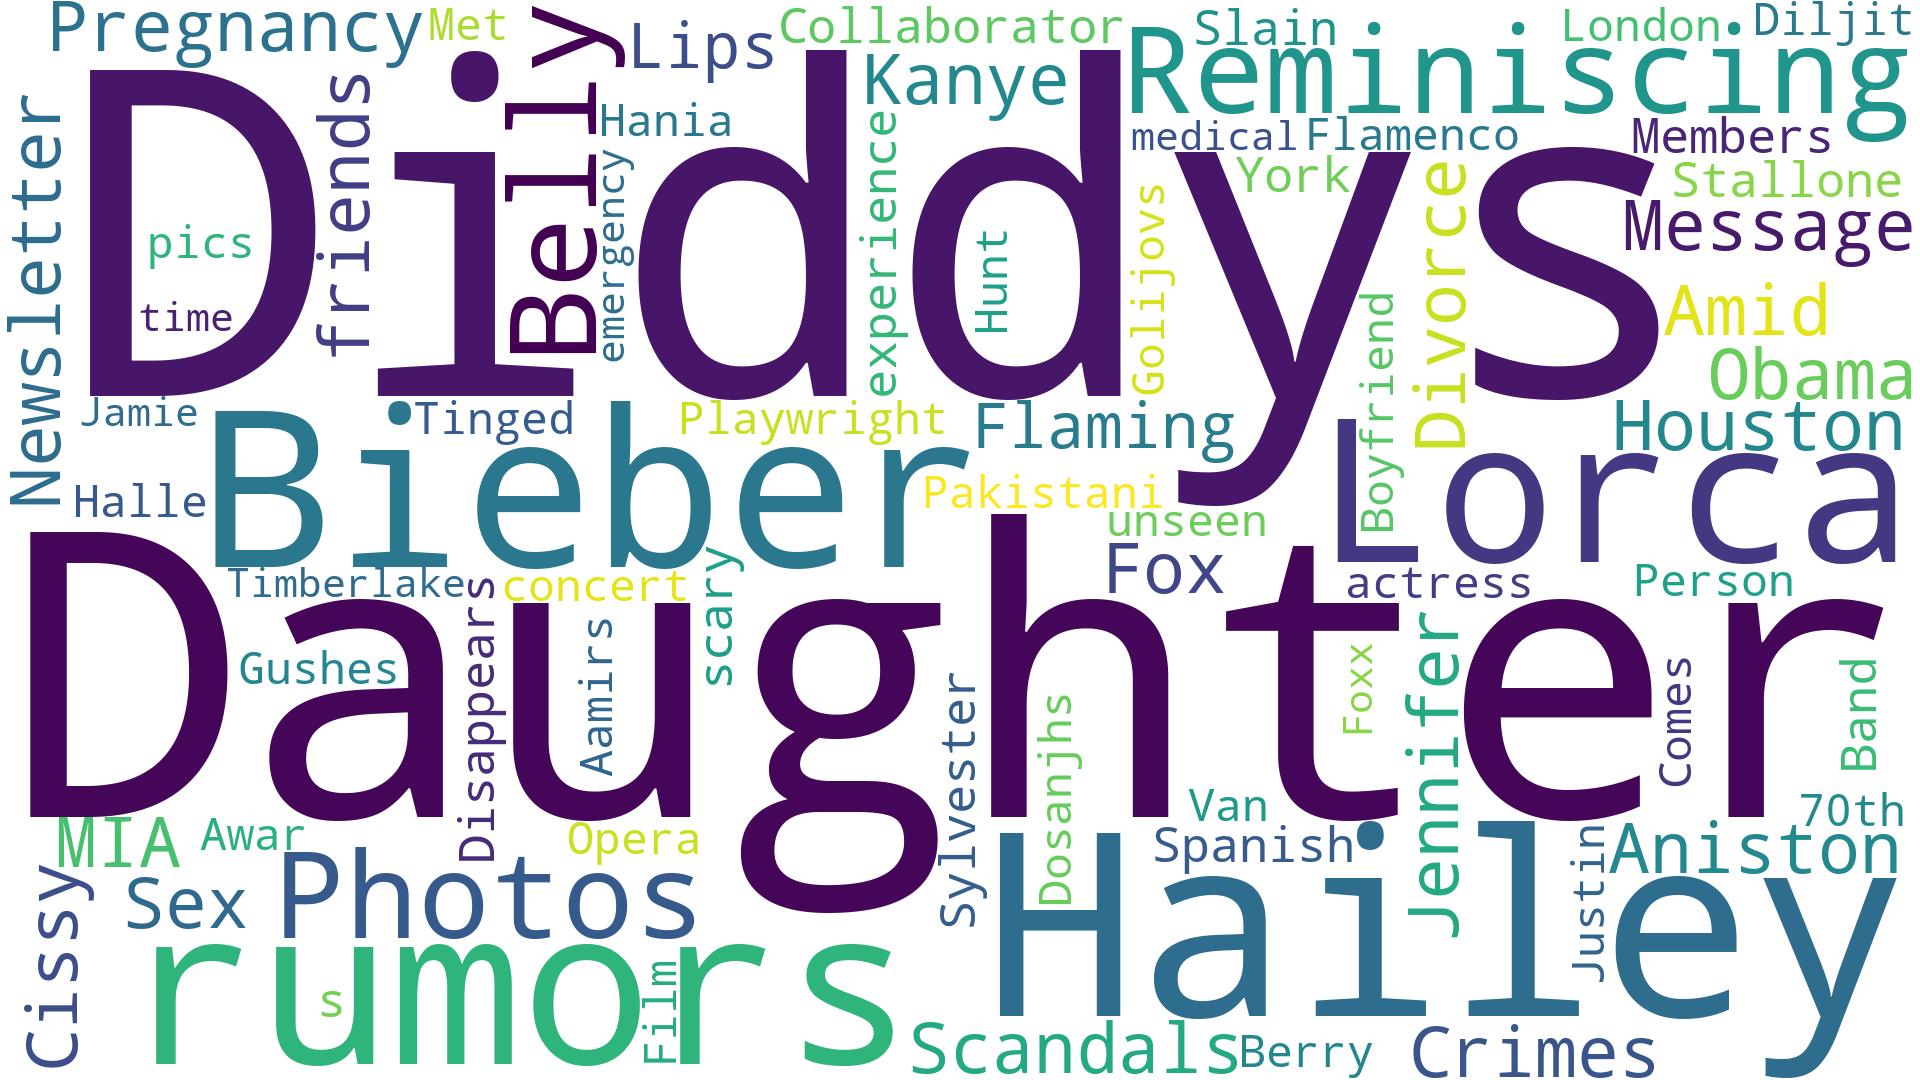 Pregnancy
Met
Belly
Lips
Collaborator
Reminiscing
Slain
London
Diljit
Diddys
Kanye
friends
Hania
medical
Flamenco
Members
Newsletter
emergency
experience
York
Stallone
Divorce
Golijovs
Message
pics
Hunt
time
Amid
Boyfriend
Obama
Jamie
Bieber
Tinged
Playwright
Flaming
Houston
Lorca
Halle
Pakistani
unseen
Daughter
Fox
Timberlake
concert
scary
actress
Person
Disappears
Gushes
Aamirs
Foxx
Jennifer
Comes
Band
Sylvester
Dosanjhs
Van
70th
MIA
Awar
Opera
Spanish
Hailey
Justin
Aniston
Cissy
Sex
Photos
rumors
s
Film
Scandals
Berry
Crimes